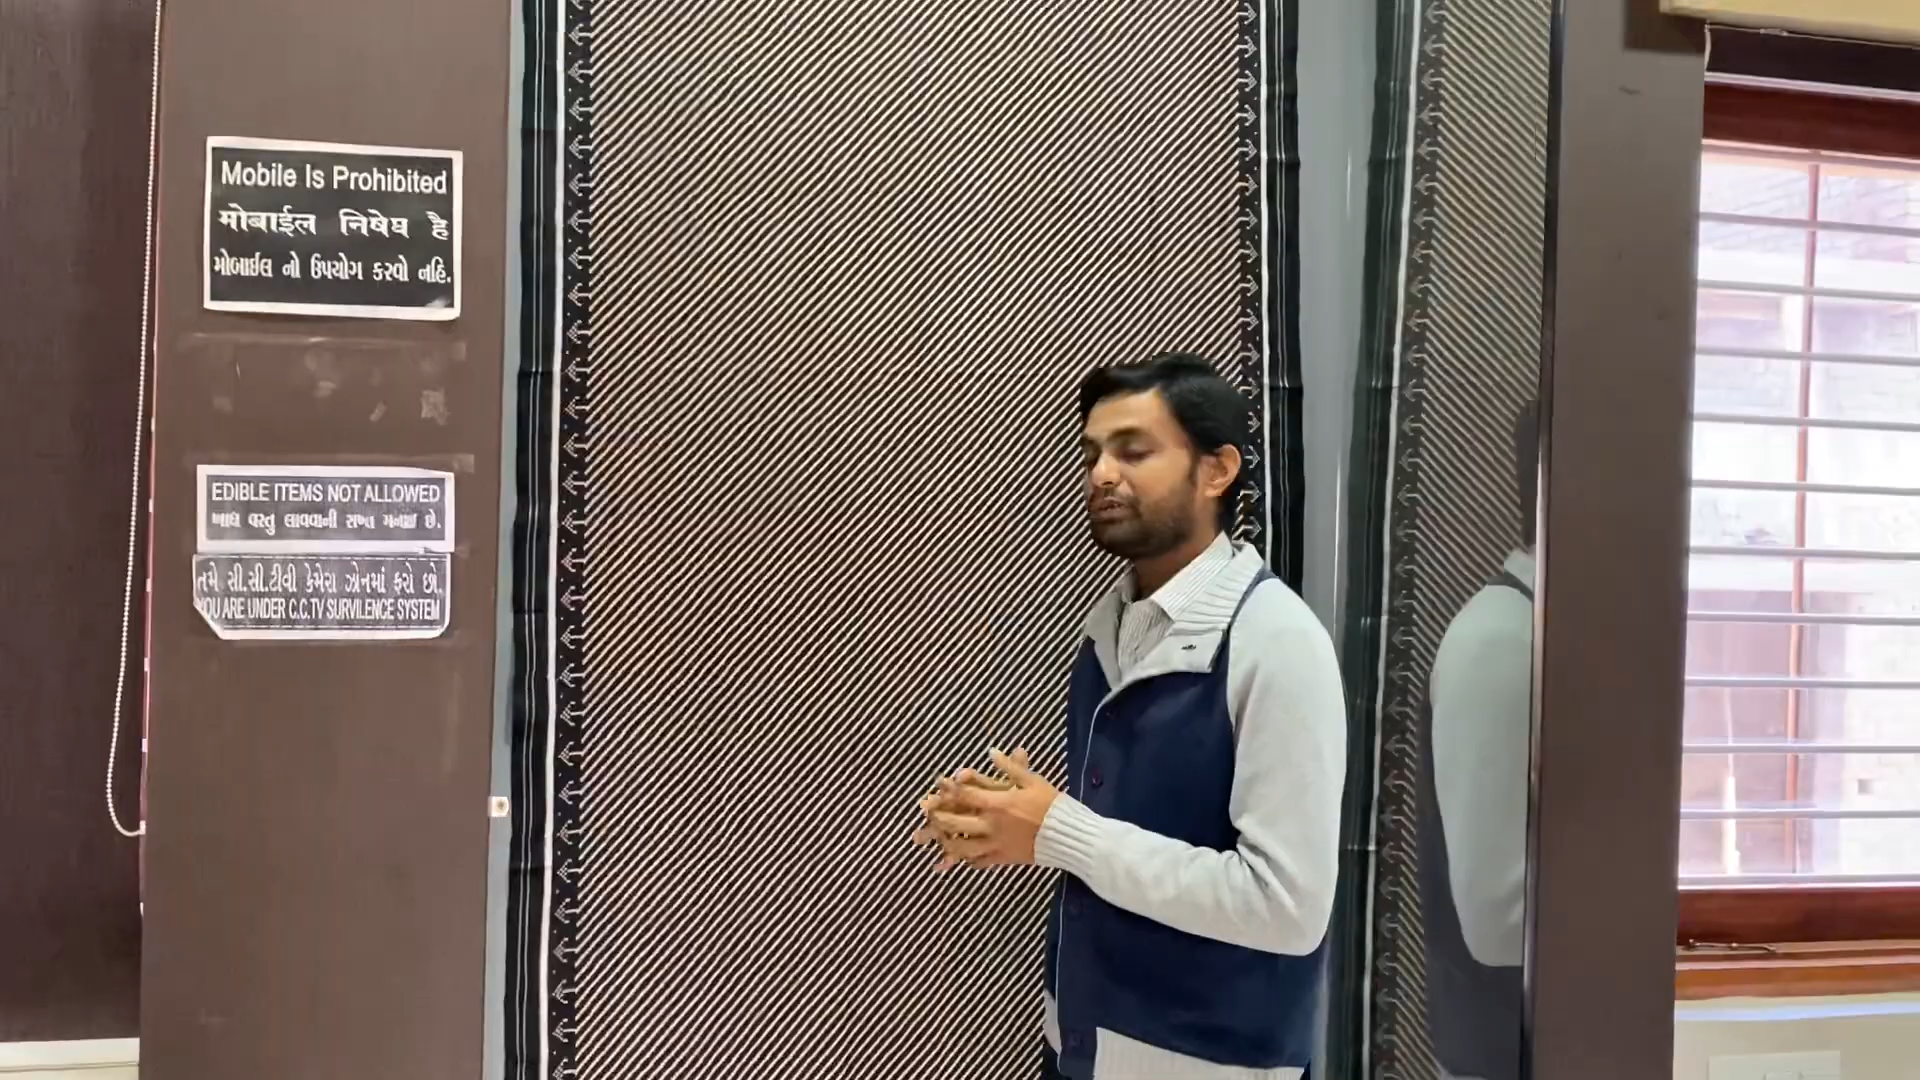 Mobile Is Prohibited
मोबाईल निषेध है
મોબાઈલ નો ઉપયોગ કરવો નહિ.
EDIBLE ITEMS NOT ALLOWED
ખાદ્ય વસ્તુ લાવવાની સખ્ત મનાઈ છે.
તમે સી.સી.ટીવી કેમેરા ઝોનમાં ફરો છો.
YOU ARE UNDER C.C.TV SURVILENCE SYSTEM